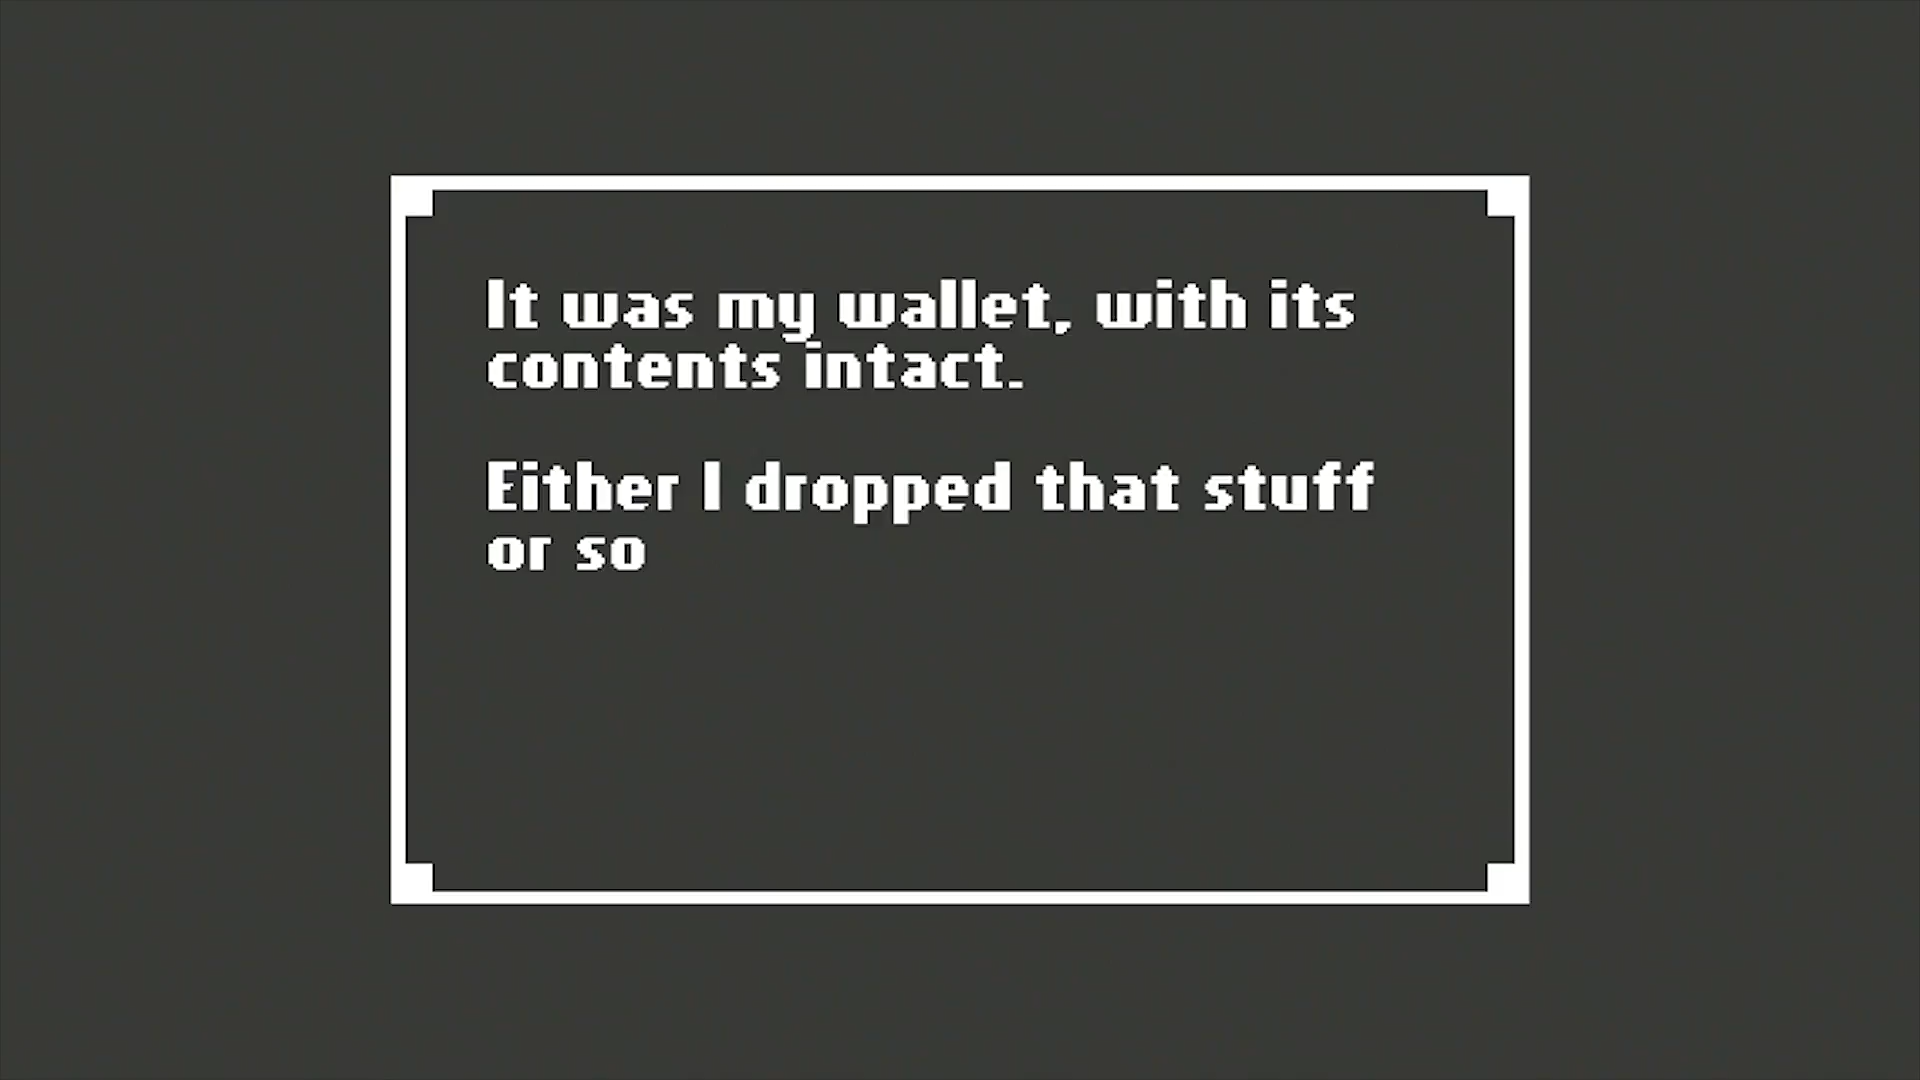 It was my wallet, with its
contents intact.
Either I dropped that stuff
or so